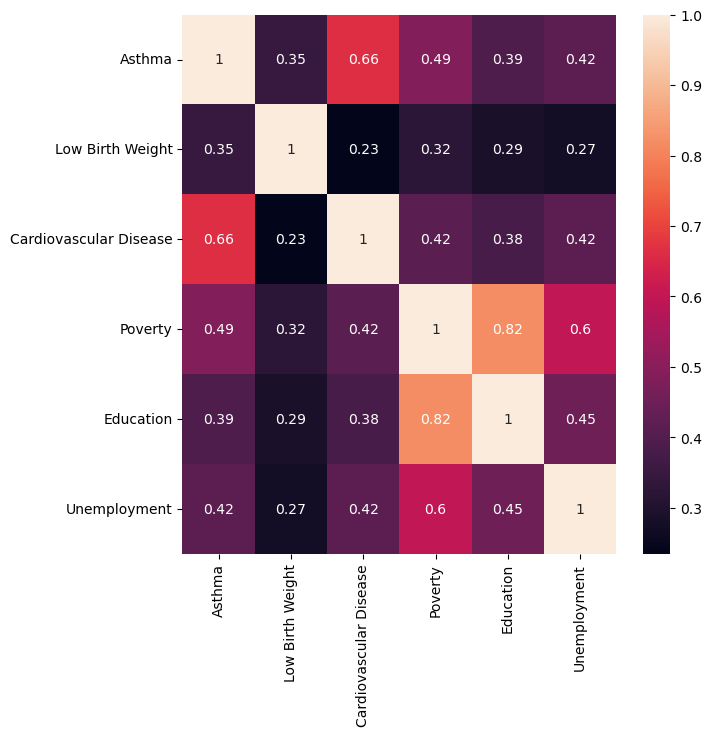 1.0
Asthma 1 0.35 0.66 0.49 0.39 0.42
0.9
Low Birth Weight 0.35 1 0.23 0.32 0.29 0.27
0.8
Cardiovascular Disease 0.66 0.23 1 0.42 0.38 0.42
0.7
0.6
Poverty 0.49 0.32 0.42 1 0.82 0.6
0.5
Education 0.39 0.29 0.38 0.82 1 0.45
0.4
Unemployment 0.42 0.27 0.42 0.6 0.45 1
0.3
Asthma
Low Birth Weight
Cardiovascular Disease
Poverty
Education
Unemployment